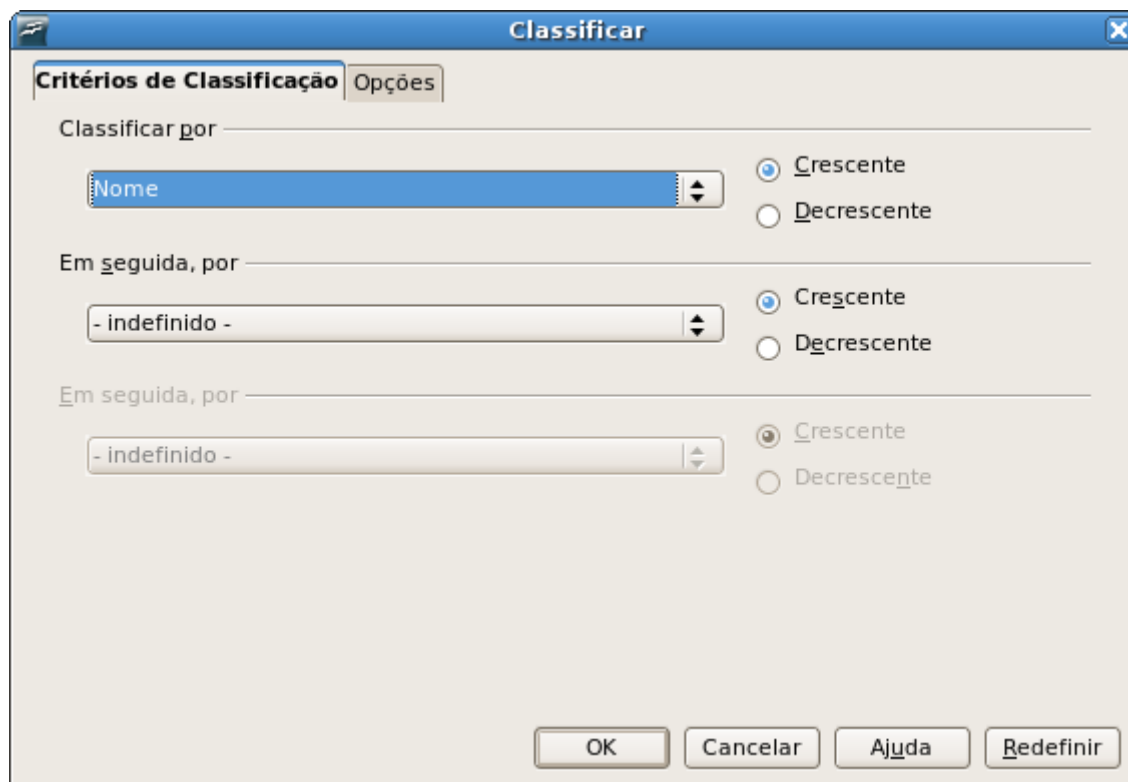 Classificar
Critérios de Classificação Opções
Classificar por
Nome
Crescente
Decrescente
Em seguida, por
- indefinido -
Crescente
Decrescente
Em seguida, por
- indefinido -
Crescente
Decrescente
OK Cancelar Ajuda Redefinir